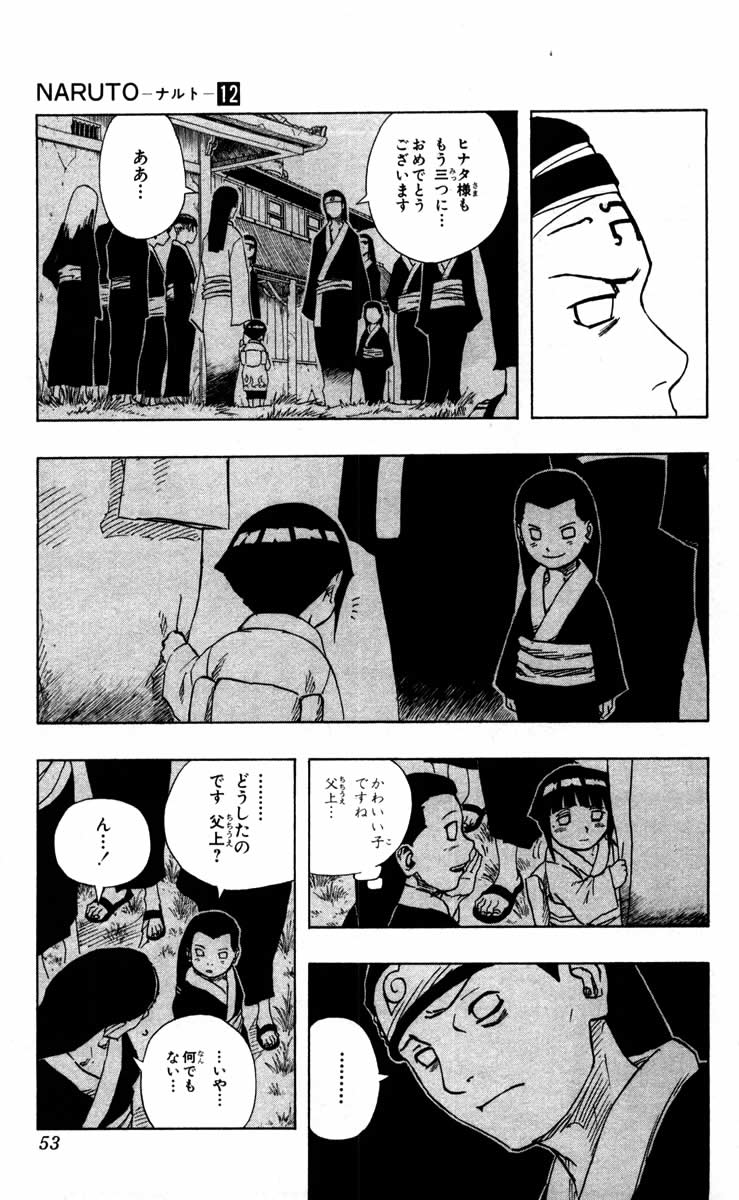 NARUTO―ナルト―12
ヒナタ様も
もう三つに…
おめでとう
ございます
ああ…
かわいい子
ですね
父上…
………
………
どうしたの
です 父上？
ん…！
…いや…
何でも
ない…
53